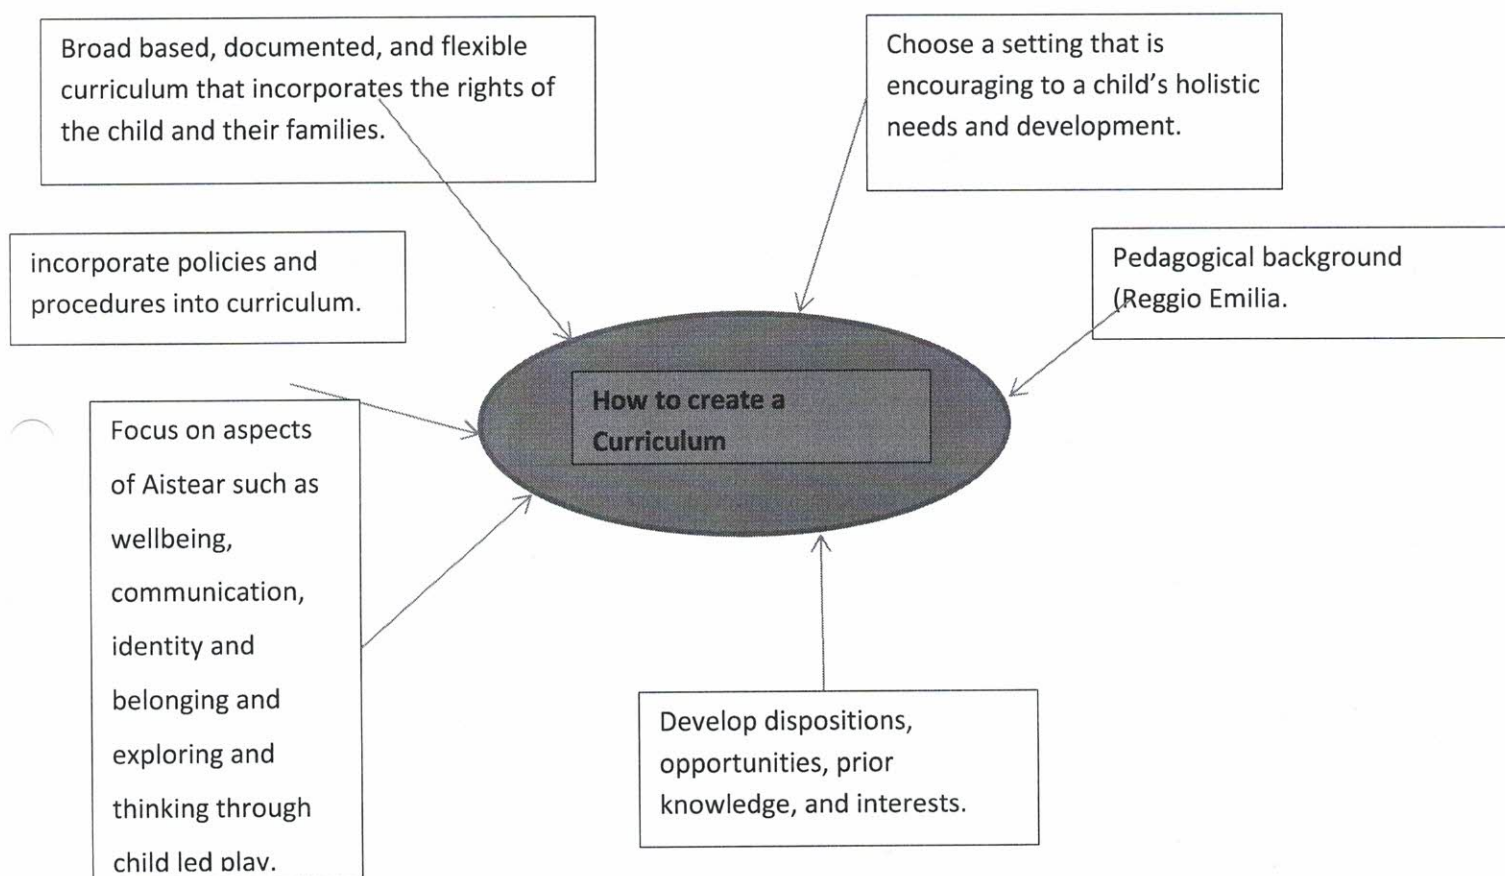 Broad based, documented, and flexible
curriculum that incorporates the rights of
the child and their families.
Choose a setting that is
encouraging to a child's holistic
needs and development.
incorporate policies and
procedures into curriculum.
Pedagogical background
(Reggio Emilia.
How to create a
Curriculum
Focus on aspects
of Aistear such as
wellbeing,
communication,
identity and
belonging and
exploring and
thinking through
child led play.
Develop dispositions,
opportunities, prior
knowledge, and interests.